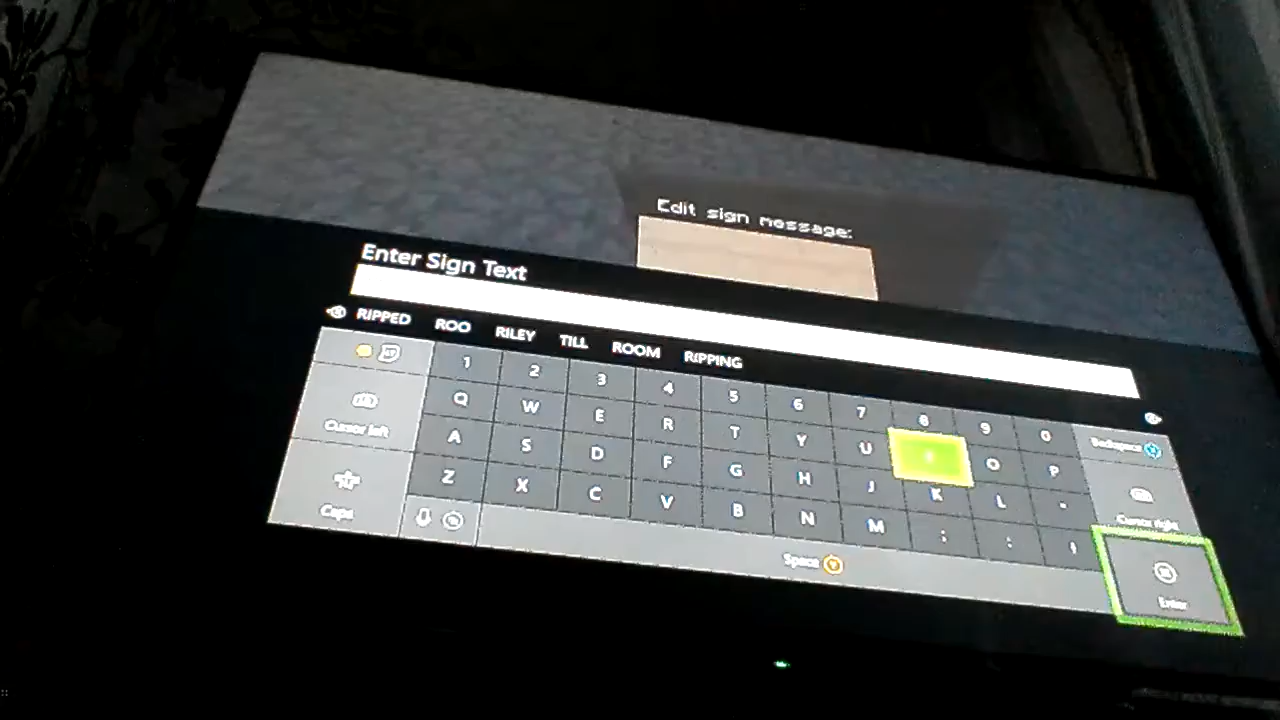 Edit sign message:
Enter Sign Text
RIPPED ROO RILEY TILL ROOM RIPPING
1 2 3 4 5 6 7 8 9 0
Q W E R T Y U O P Backspace
Cursor left A S D F G H J K L - Cursor right
Caps Z X C V B N M
Space Enter